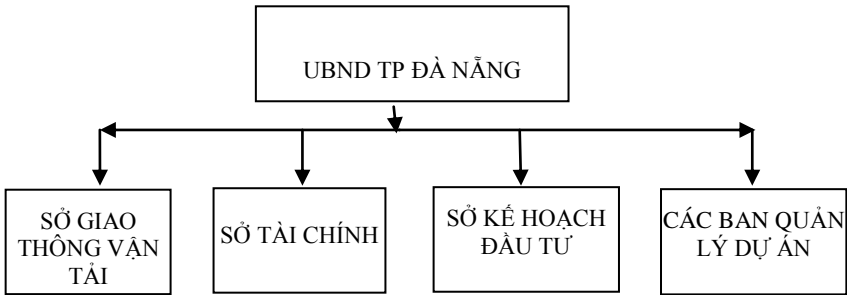 UBND TP ĐÀ NẴNG
SỞ GIAO
THÔNG VẬN
TẢI
SỞ TÀI CHÍNH
SỞ KẾ HOẠCH
ĐẦU TƯ
CÁC BAN QUẢN
LÝ DỰ ÁN